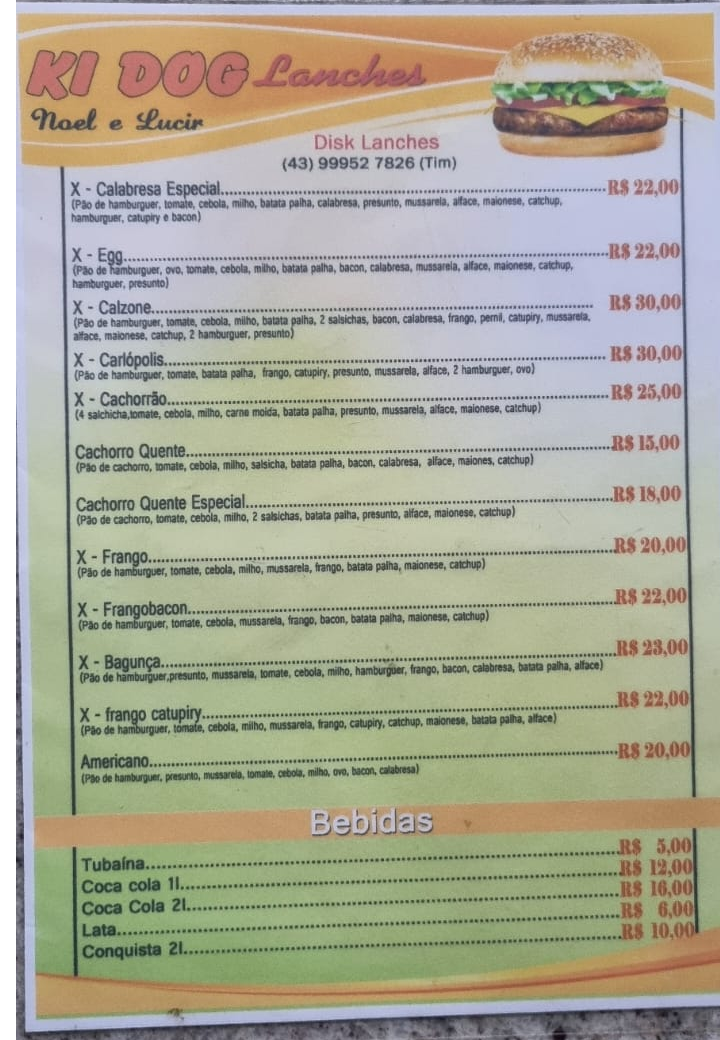 KI DOG Lanches
Noel e Lucir
Disk Lanches
(43) 99952 7826 (Tim)
X - Calabresa Especial........ R$ 22,00
(Pão de hamburguer, tomate, cebola, milho, batata palha, calabresa, presunto, mussarela, alface, maionese, catchup,
hamburguer, catupiry e bacon)
X - Egg........ R$ 22,00
(Pão de hamburguer, ovo, tomate, cebola, milho, batata palha, bacon, calabresa, mussarela, alface, maionese, catchup,
hamburguer, presunto)
X - Calzone........ R$ 30,00
(Pão de hamburguer, tomate, cebola, milho, batata palha, 2 salsichas, bacon, calabresa, frango, pernil, catupiry, mussarela,
alface, maionese, catchup, 2 hamburguer, presunto)
X - Carlópolis........ R$ 30,00
(Pão de hamburguer, tomate, batata palha, frango, catupiry, presunto, mussarela, alface, 2 hamburguer, ovo)
X - Cachorrão........ R$ 25,00
(4 salchicha,tomate, cebola, milho, carne moida, batata palha, presunto, mussarela, alface, maionese, catchup)
Cachorro Quente........ R$ 15,00
(Pão de cachorro, tomate, cebola, milho, salsicha, batata palha, bacon, calabresa, alface, maiones, catchup)
Cachorro Quente Especial........ R$ 18,00
(Pão de cachorro, tomate, cebola, milho, 2 salsichas, batata palha, presunto, alface, maionese, catchup)
X - Frango........ R$ 20,00
(Pão de hamburguer, tomate, cebola, milho, mussarela, frango, batata palha, maionese, catchup)
X - Frangobacon........ R$ 22,00
(Pão de hamburguer, tomate, cebola, mussarela, frango, bacon, batata palha, maionese, catchup)
X - Bagunça........ R$ 23,00
(Pão de hamburguer,presunto, mussarela, tomate, cebola, milho, hamburguer, frango, bacon, calabresa, batata palha, alface)
X - frango catupiry........ R$ 22,00
(Pão de hamburguer, tomate, cebola, milho, mussarela, frango, catupiry, catchup, maionese, batata palha, alface)
Americano........ R$ 20,00
(Pão de hamburguer, presunto, mussarela, tomate, cebola, milho, ovo, bacon, calabresa)
Bebidas
Tubaína........ R$ 5,00
Coca cola 1l........ R$ 12,00
Coca Cola 2l........ R$ 16,00
Lata........ R$ 6,00
Conquista 2l........ R$ 10,00